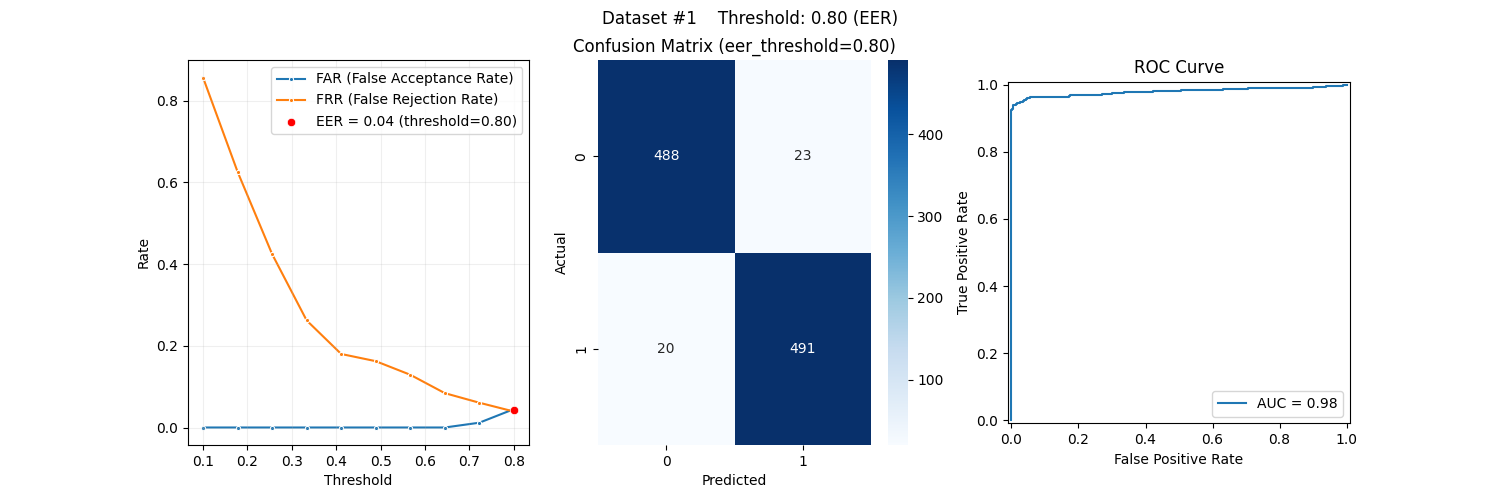 Dataset #1    Threshold: 0.80 (EER)
FAR (False Acceptance Rate)
FRR (False Rejection Rate)
EER = 0.04 (threshold=0.80)
Rate
0.8
0.6
0.4
0.2
0.0
0.1 0.2 0.3 0.4 0.5 0.6 0.7 0.8
Threshold
Confusion Matrix (eer_threshold=0.80)
Actual
0
1
488 23
20 491
0 1
Predicted
400
300
200
100
ROC Curve
True Positive Rate
1.0
0.8
0.6
0.4
0.2
0.0
AUC = 0.98
0.0 0.2 0.4 0.6 0.8 1.0
False Positive Rate